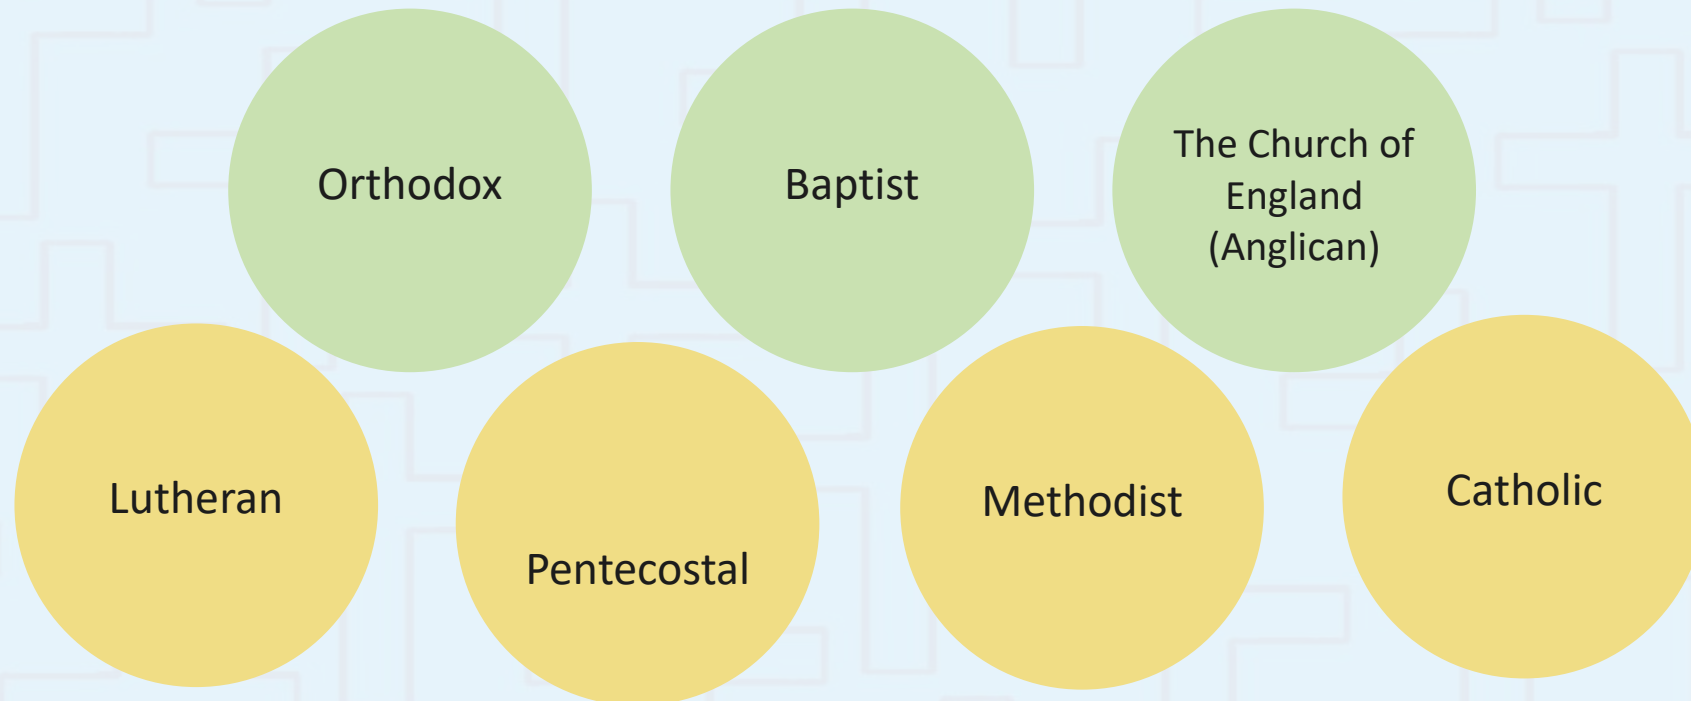 Orthodox
Baptist
The Church of
England
(Anglican)
Lutheran
Pentecostal
Methodist
Catholic